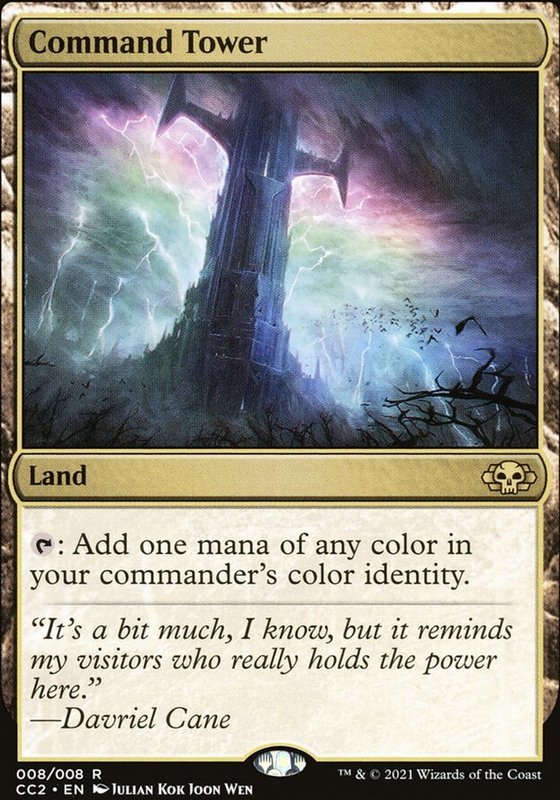 Command Tower
Land
: Add one mana of any color in
your commander's color identity.
“It's a bit much, I know, but it reminds
my visitors who really holds the power
here.”
—Davriel Cane
008/008 R
CC2 • EN Julian Kok Joon Wen
™ & © 2021 Wizards of the Coast